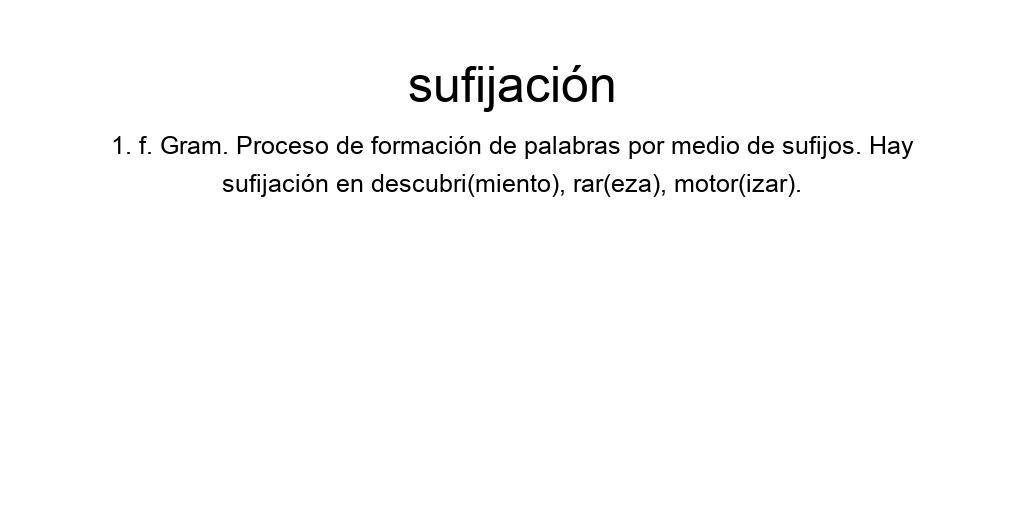 sufijación
1. f. Gram. Proceso de formación de palabras por medio de sufijos. Hay
sufijación en descubri(miento), rar(eza), motor(izar).